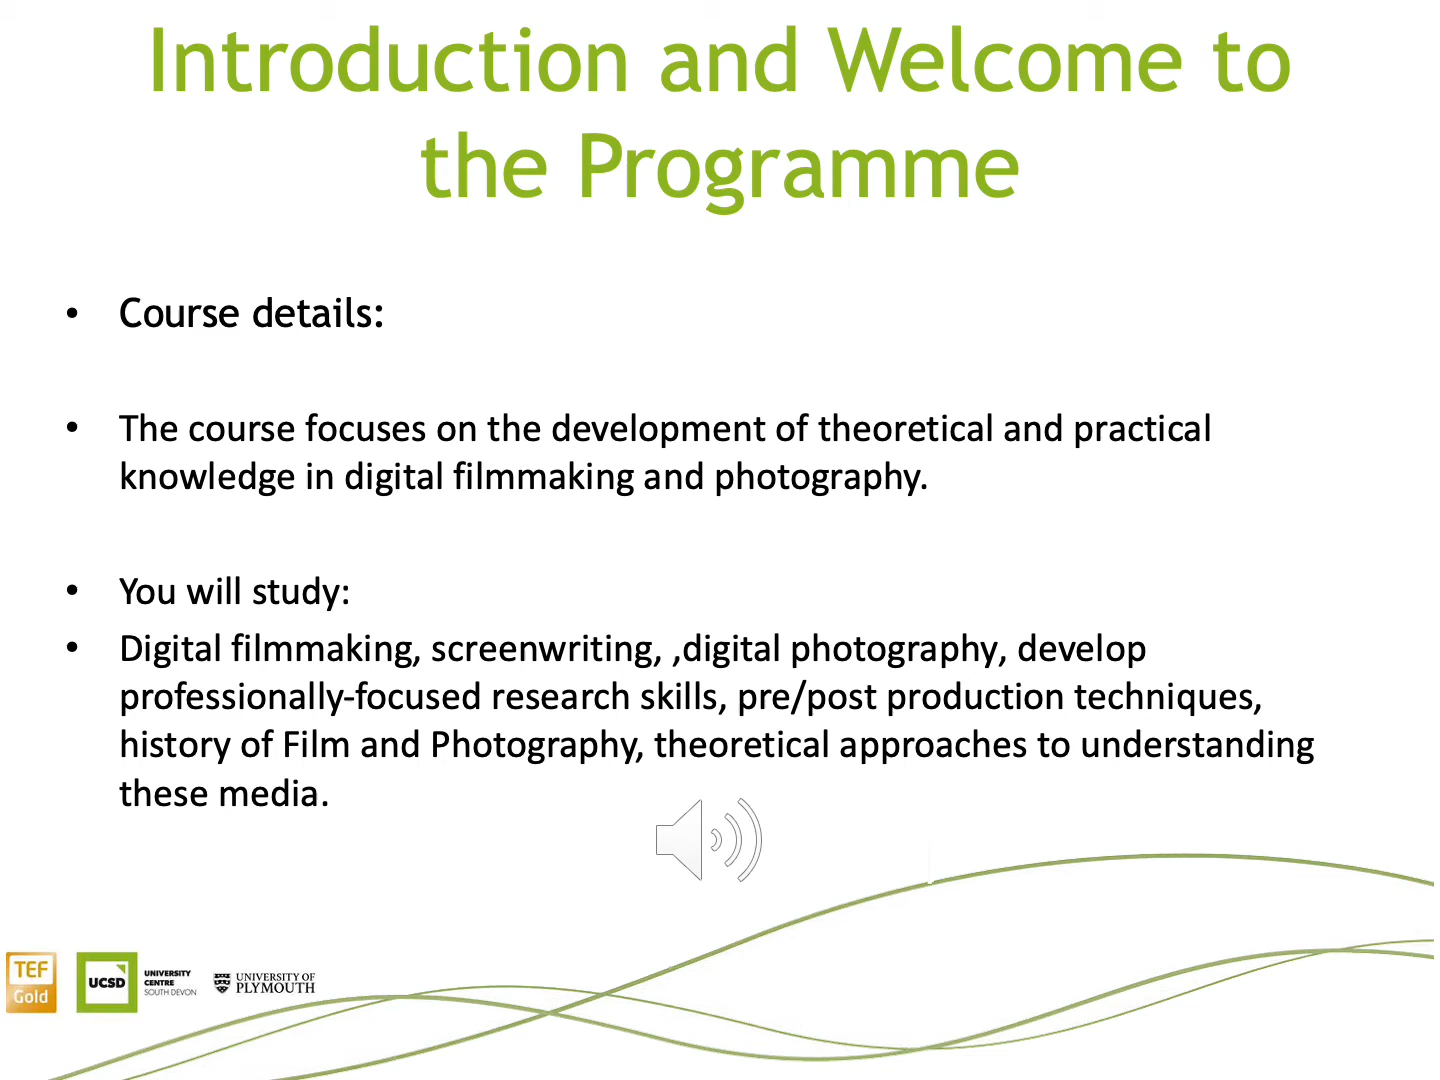 Introduction and Welcome to
the Programme
• Course details:
• The course focuses on the development of theoretical and practical
knowledge in digital filmmaking and photography.
• You will study:
• Digital filmmaking, screenwriting, ,digital photography, develop
professionally-focused research skills, pre/post production techniques,
history of Film and Photography, theoretical approaches to understanding
these media.
TEF
Gold
UCSD
UNIVERSITY
CENTRE
SOUTH DEVON
UNIVERSITY OF
PLYMOUTH